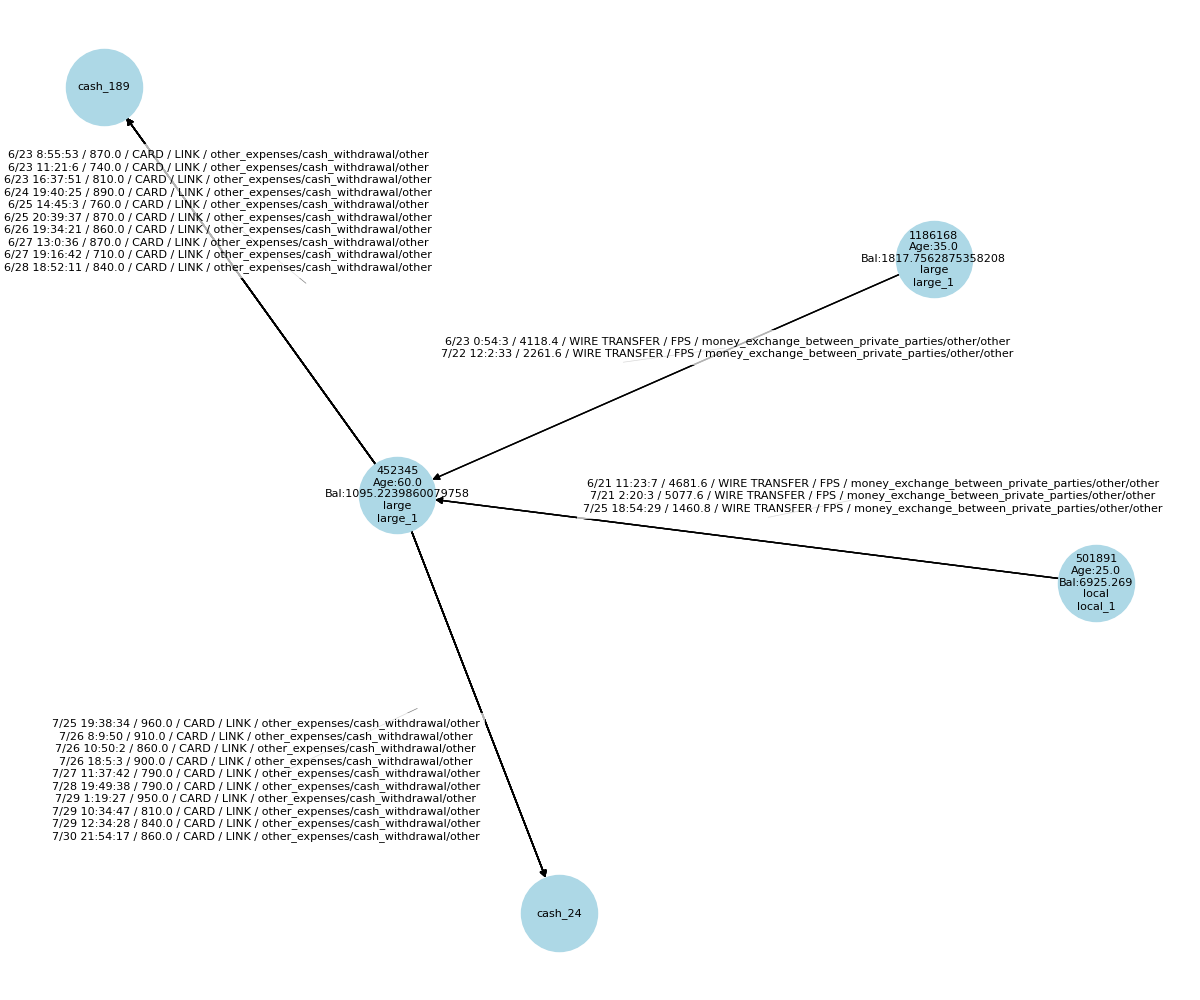 cash_189
6/23 8:55:53 / 870.0 / CARD / LINK / other_expenses/cash_withdrawal/other
6/23 11:21:6 / 740.0 / CARD / LINK / other_expenses/cash_withdrawal/other
6/23 16:37:51 / 810.0 / CARD / LINK / other_expenses/cash_withdrawal/other
6/24 19:40:25 / 890.0 / CARD / LINK / other_expenses/cash_withdrawal/other
6/25 14:45:3 / 760.0 / CARD / LINK / other_expenses/cash_withdrawal/other
6/25 20:39:37 / 870.0 / CARD / LINK / other_expenses/cash_withdrawal/other
6/26 19:34:21 / 860.0 / CARD / LINK / other_expenses/cash_withdrawal/other
6/27 13:0:36 / 870.0 / CARD / LINK / other_expenses/cash_withdrawal/other
6/27 19:16:42 / 710.0 / CARD / LINK / other_expenses/cash_withdrawal/other
6/28 18:52:11 / 840.0 / CARD / LINK / other_expenses/cash_withdrawal/other
1186168
Age:35.0
Bal:1817.7562875358208
large
large_1
6/23 0:54:3 / 4118.4 / WIRE TRANSFER / FPS / money_exchange_between_private_parties/other/other
7/22 12:2:33 / 2261.6 / WIRE TRANSFER / FPS / money_exchange_between_private_parties/other/other
452345
Age:60.0
Bal:1095.2239860079758
large
large_1
6/21 11:23:7 / 4681.6 / WIRE TRANSFER / FPS / money_exchange_between_private_parties/other/other
7/21 2:20:3 / 5077.6 / WIRE TRANSFER / FPS / money_exchange_between_private_parties/other/other
7/25 18:54:29 / 1460.8 / WIRE TRANSFER / FPS / money_exchange_between_private_parties/other/other
501891
Age:25.0
Bal:6925.269
local
local_1
7/25 19:38:34 / 960.0 / CARD / LINK / other_expenses/cash_withdrawal/other
7/26 8:9:50 / 910.0 / CARD / LINK / other_expenses/cash_withdrawal/other
7/26 10:50:2 / 860.0 / CARD / LINK / other_expenses/cash_withdrawal/other
7/26 18:5:3 / 900.0 / CARD / LINK / other_expenses/cash_withdrawal/other
7/27 11:37:42 / 790.0 / CARD / LINK / other_expenses/cash_withdrawal/other
7/28 19:49:38 / 790.0 / CARD / LINK / other_expenses/cash_withdrawal/other
7/29 1:19:27 / 950.0 / CARD / LINK / other_expenses/cash_withdrawal/other
7/29 10:34:47 / 810.0 / CARD / LINK / other_expenses/cash_withdrawal/other
7/29 12:34:28 / 840.0 / CARD / LINK / other_expenses/cash_withdrawal/other
7/30 21:54:17 / 860.0 / CARD / LINK / other_expenses/cash_withdrawal/other
cash_24